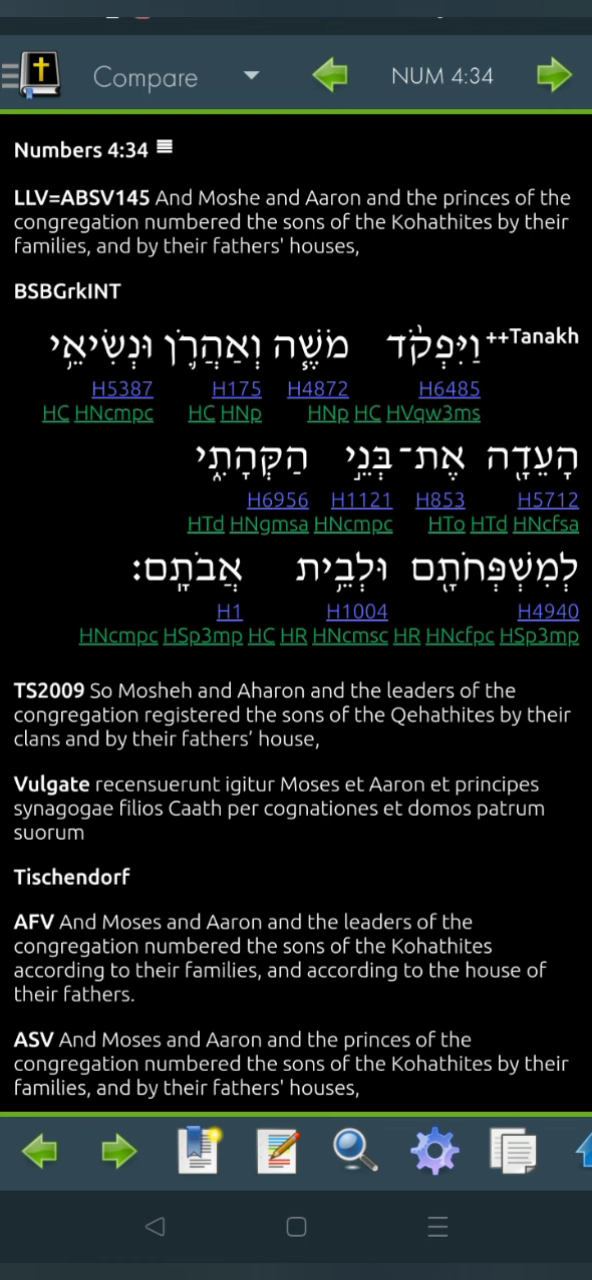 Compare
NUM 4:34
Numbers 4:34
LLV=ABSV145 And Moshe and Aaron and the princes of the
congregation numbered the sons of the Kohathites by their
families, and by their fathers' houses,
BSBGrkINT
++Tanakh וַיִּפְקֹ֨ד מֹשֶׁ֧ה וְאַהֲרֹ֛ן וּנְשִׂיאֵ֥י
H5387 H175 H4872 H6485
HC HNcmpc HC HNp HNp HC HVqw3ms
הָעֵדָ֖ה אֶת־בְּנֵ֣י הַקְּהָתִ֑י
H6956 H1121 H853 H5712
HTd HNgmsa HNcmpc HTo HTd HNcfsa
לְמִשְׁפְּחֹתָ֖ם וּלְבֵ֥ית אֲבֹתָֽם׃
H1 H1004 H4940
HNcmpc HSp3mp HC HR HNcmsc HR HNcfpc HSp3mp
TS2009 So Mosheh and Aharon and the leaders of the
congregation registered the sons of the Qehathites by their
clans and by their fathers’ house,
Vulgate recensuerunt igitur Moses et Aaron et principes
synagogae filios Caath per cognationes et domos patrum
suorum
Tischendorf
AFV And Moses and Aaron and the leaders of the
congregation numbered the sons of the Kohathites
according to their families, and according to the house of
their fathers.
ASV And Moses and Aaron and the princes of the
congregation numbered the sons of the Kohathites by their
families, and by their fathers' houses,